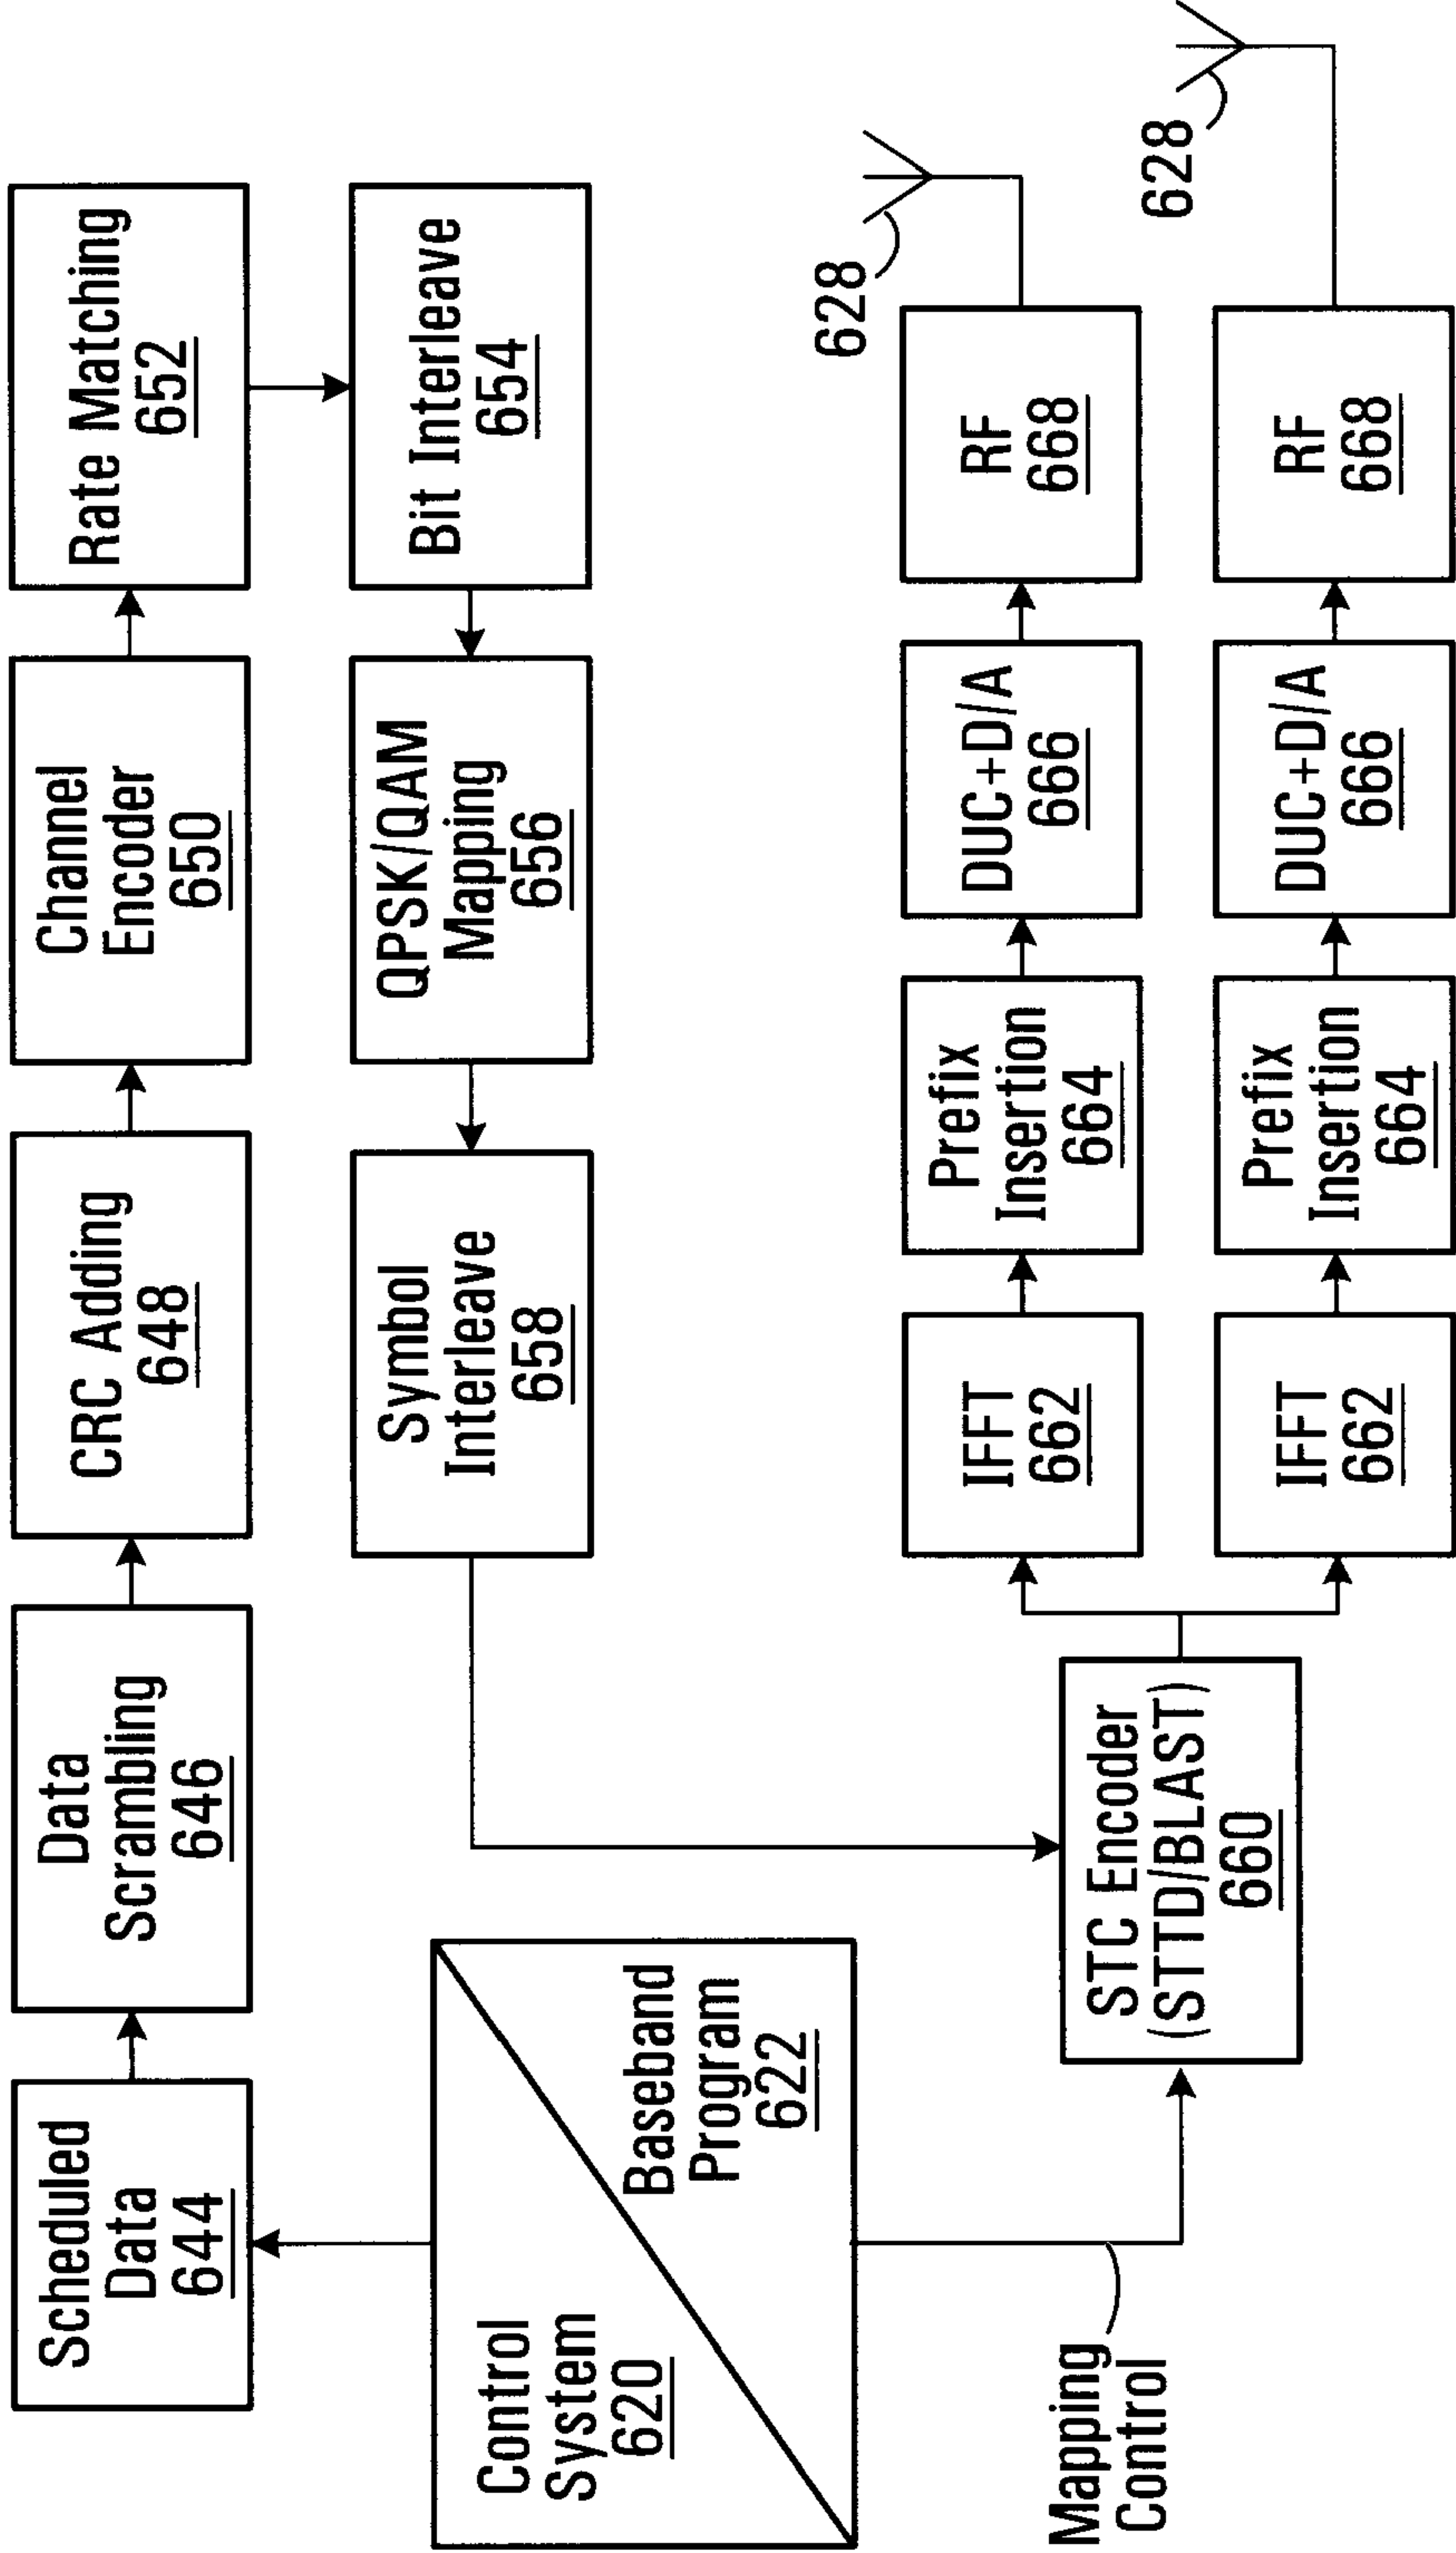 Scheduled
Data
644
Data
Scrambling
646
CRC Adding
648
Channel
Encoder
650
Rate Matching
652
Bit Interleave
654
QPSK/QAM
Mapping
656
Symbol
Interleave
658
Control
System
620
Baseband
Program
622
Mapping
Control
STC Encoder
(STTD/BLAST)
660
IFFT
662
Prefix
Insertion
664
DUC+D/A
666
RF
668
628
IFFT
662
Prefix
Insertion
664
DUC+D/A
666
RF
668
628